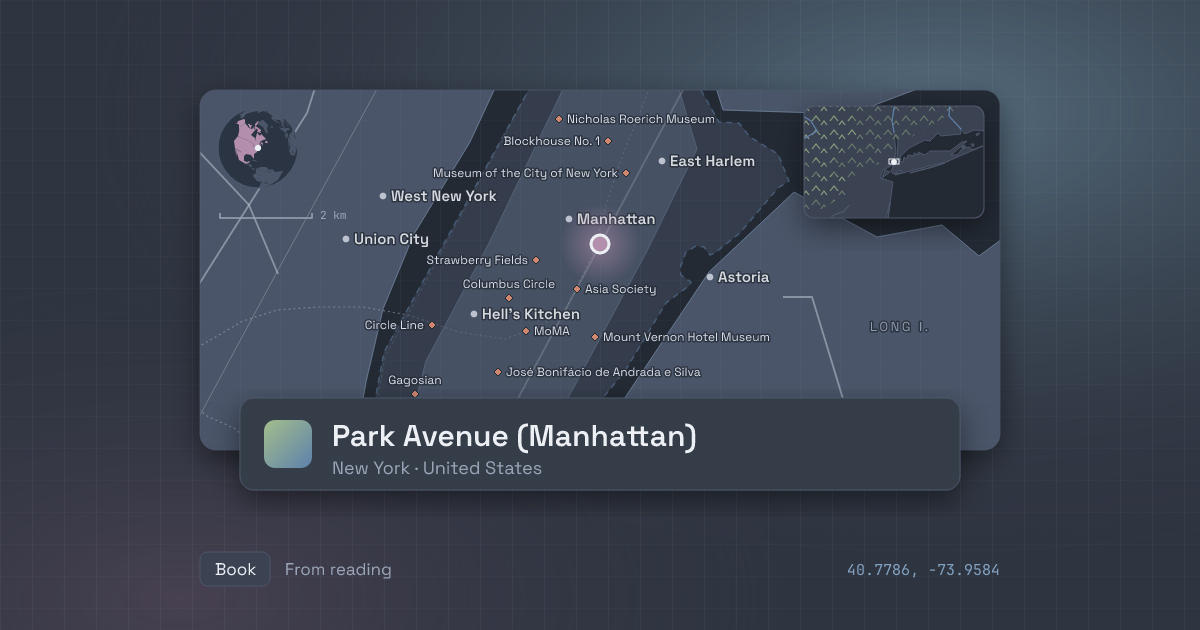 Nicholas Roerich Museum
Blockhouse No. 1
East Harlem
Museum of the City of New York
West New York
2 km
Manhattan
Union City
Strawberry Fields
Astoria
Columbus Circle
Asia Society
Hell's Kitchen
Circle Line
MoMA
LONG I.
Mount Vernon Hotel Museum
José Bonifácio de Andrada e Silva
Gagosian
Park Avenue (Manhattan)
New York · United States
Book
From reading
40.7786, -73.9584